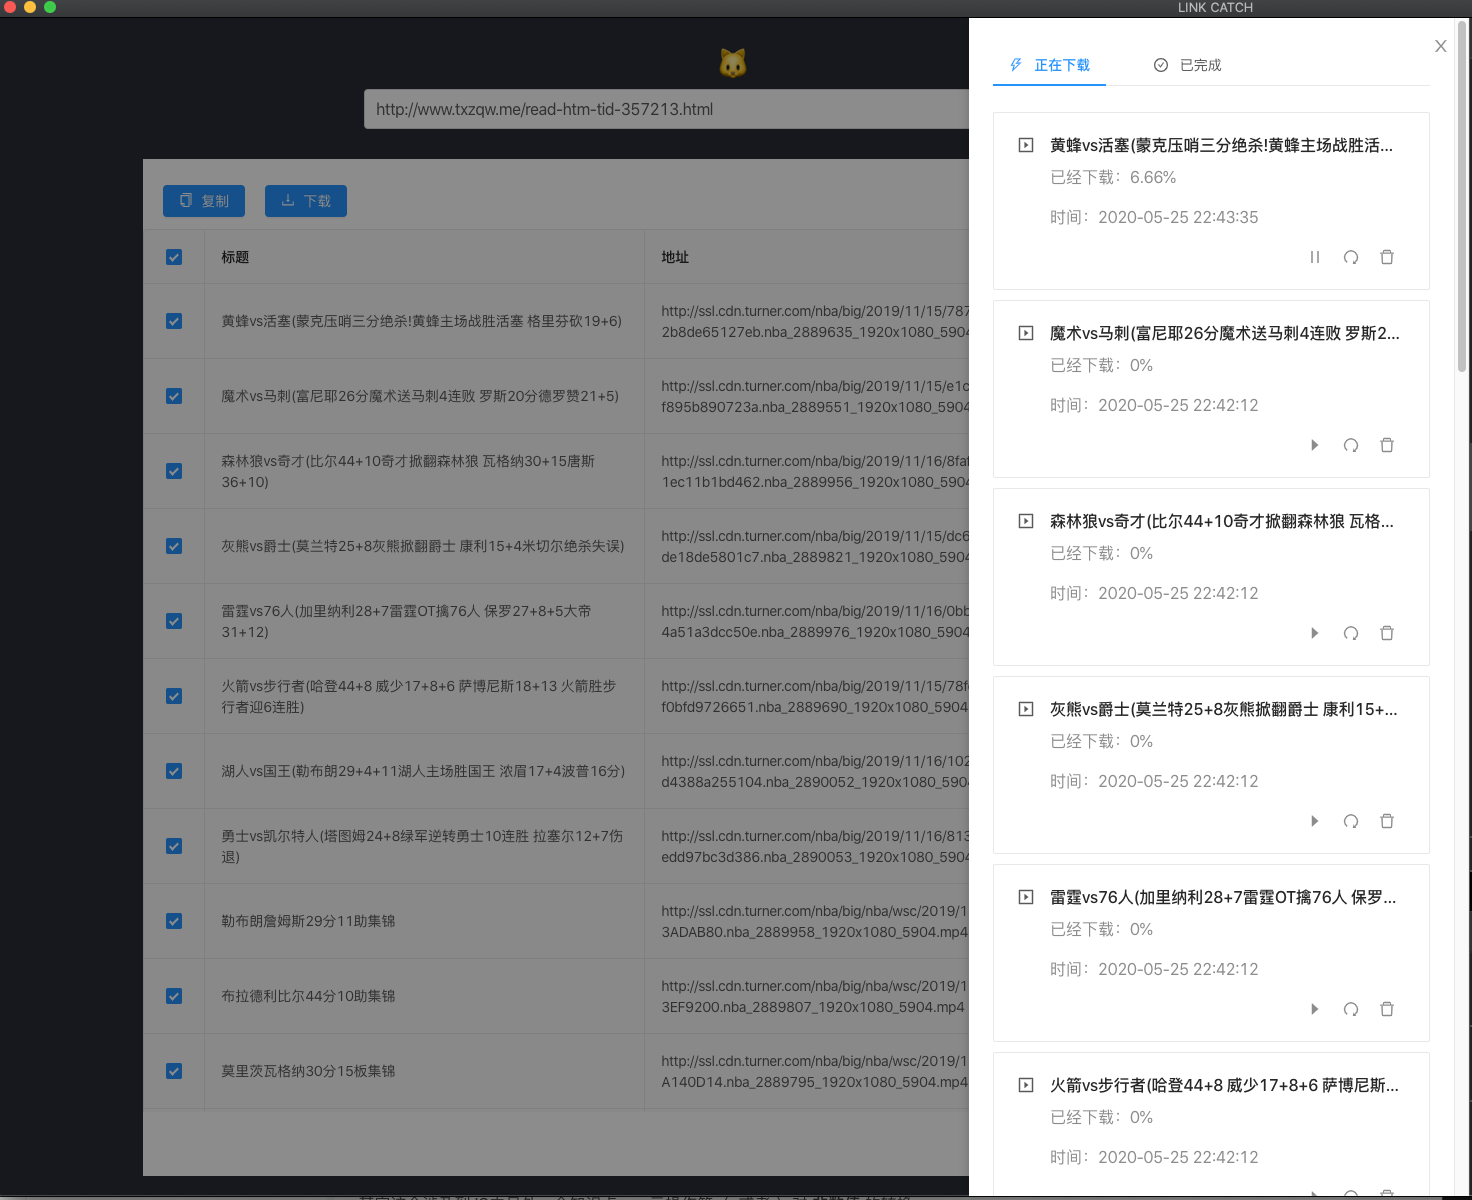 LINK CATCH
http://www.txzqw.me/read-htm-tid-357213.html
复制
下载
标题
地址
黄蜂vs活塞(蒙克压哨三分绝杀!黄蜂主场战胜活塞 格里芬砍19+6)
http://ssl.cdn.turner.com/nba/big/2019/11/15/787
2b8de65127eb.nba_2889635_1920x1080_5904
魔术vs马刺(富尼耶26分魔术送马刺4连败 罗斯20分德罗赞21+5)
http://ssl.cdn.turner.com/nba/big/2019/11/15/e1c
f895b890723a.nba_2889551_1920x1080_5904
森林狼vs奇才(比尔44+10奇才掀翻森林狼 瓦格纳30+15唐斯
36+10)
http://ssl.cdn.turner.com/nba/big/2019/11/16/8faf
1ec11b1bd462.nba_2889956_1920x1080_5904
灰熊vs爵士(莫兰特25+8灰熊掀翻爵士 康利15+4米切尔绝杀失误)
http://ssl.cdn.turner.com/nba/big/2019/11/15/dc6
de18de5801c7.nba_2889821_1920x1080_5904
雷霆vs76人(加里纳利28+7雷霆OT擒76人 保罗27+8+5大帝
31+12)
http://ssl.cdn.turner.com/nba/big/2019/11/16/0bb
4a51a3dcc50e.nba_2889976_1920x1080_5904
火箭vs步行者(哈登44+8 威少17+8+6 萨博尼斯18+13 火箭胜步
行者迎6连胜)
http://ssl.cdn.turner.com/nba/big/2019/11/15/78f
f0bfd9726651.nba_2889690_1920x1080_5904
湖人vs国王(勒布朗29+4+11湖人主场胜国王 浓眉17+4波普16分)
http://ssl.cdn.turner.com/nba/big/2019/11/16/102
d4388a255104.nba_2890052_1920x1080_5904
勇士vs凯尔特人(塔图姆24+8绿军逆转勇士10连胜 拉塞尔12+7伤
退)
http://ssl.cdn.turner.com/nba/big/2019/11/16/813
edd97bc3d386.nba_2890053_1920x1080_5904
勒布朗詹姆斯29分11助集锦
http://ssl.cdn.turner.com/nba/big/nba/wsc/2019/1
3ADAB80.nba_2889958_1920x1080_5904.mp4
布拉德利比尔44分10助集锦
http://ssl.cdn.turner.com/nba/big/nba/wsc/2019/1
3EF9200.nba_2889807_1920x1080_5904.mp4
莫里茨瓦格纳30分15板集锦
http://ssl.cdn.turner.com/nba/big/nba/wsc/2019/1
A140D14.nba_2889795_1920x1080_5904.mp4
正在下载
已完成
黄蜂vs活塞(蒙克压哨三分绝杀!黄蜂主场战胜活...
已经下载：6.66%
时间：2020-05-25 22:43:35
魔术vs马刺(富尼耶26分魔术送马刺4连败 罗斯2...
已经下载：0%
时间：2020-05-25 22:42:12
森林狼vs奇才(比尔44+10奇才掀翻森林狼 瓦格...
已经下载：0%
时间：2020-05-25 22:42:12
灰熊vs爵士(莫兰特25+8灰熊掀翻爵士 康利15+...
已经下载：0%
时间：2020-05-25 22:42:12
雷霆vs76人(加里纳利28+7雷霆OT擒76人 保罗...
已经下载：0%
时间：2020-05-25 22:42:12
火箭vs步行者(哈登44+8 威少17+8+6 萨博尼斯...
已经下载：0%
时间：2020-05-25 22:42:12